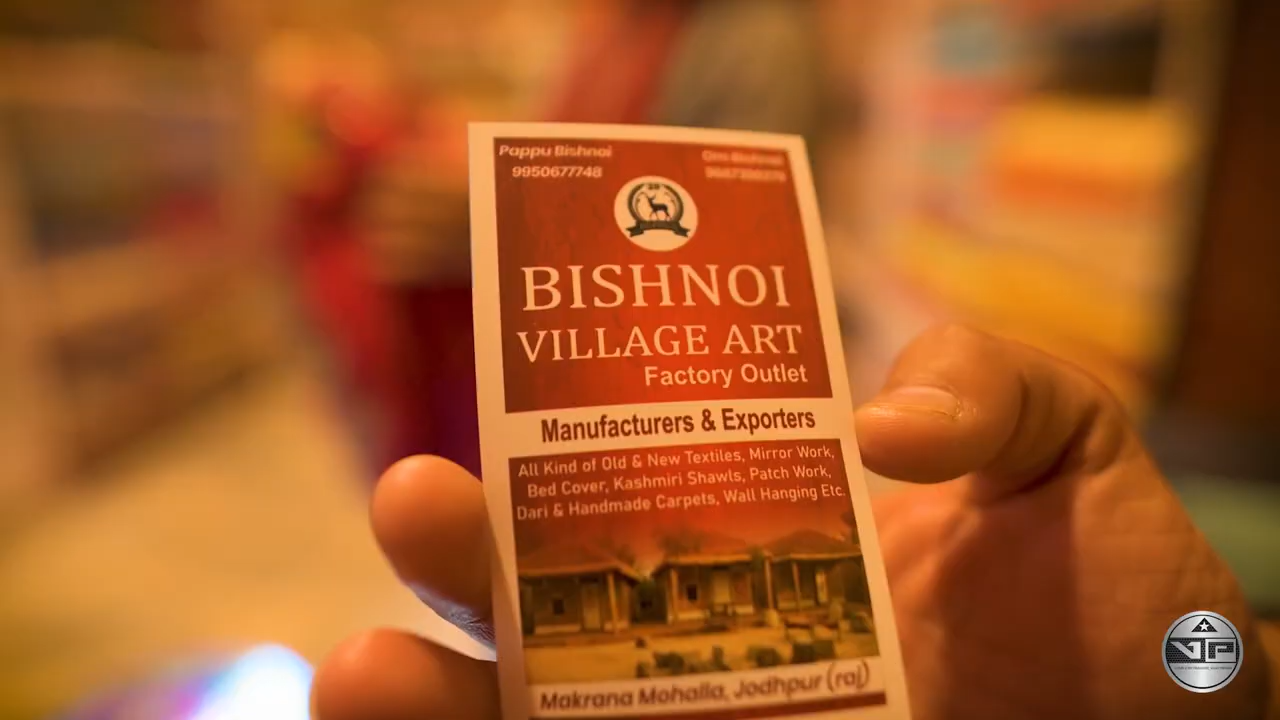 Pappu Bishnoi
9950677748
BISHNOI
VILLAGE ART
Factory Outlet
Manufacturers & Exporters
All Kind of Old & New Textiles, Mirror Work,
Bed Cover, Kashmiri Shawls, Patch Work,
Dari & Handmade Carpets, Wall Hanging Etc.
Makrana Mohalla, Jodhpur (raj)